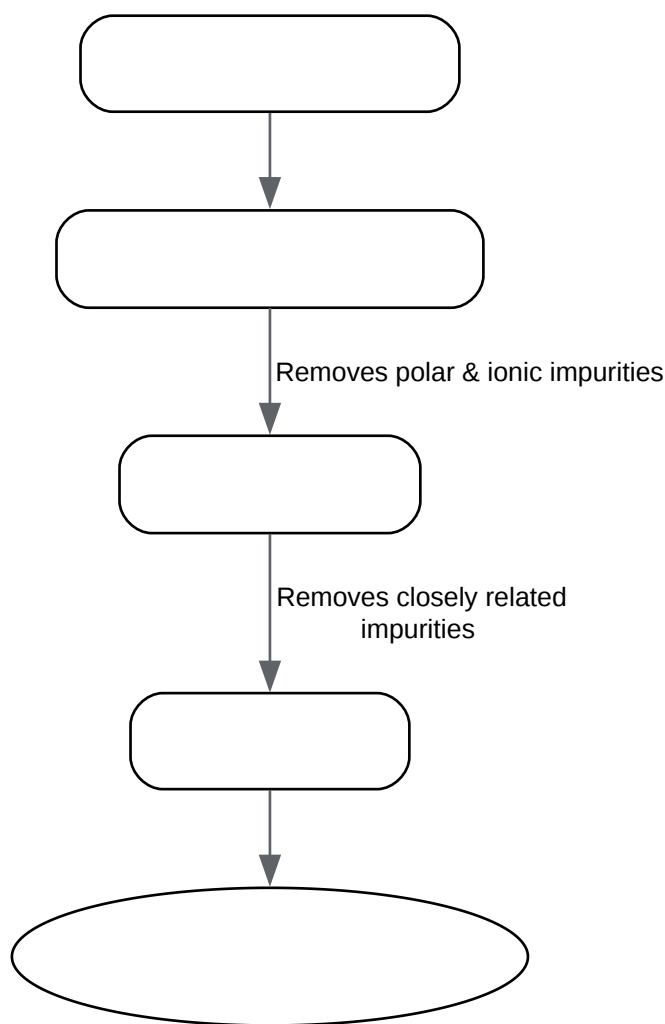 Removes polar & ionic impurities
Removes closely related
impurities